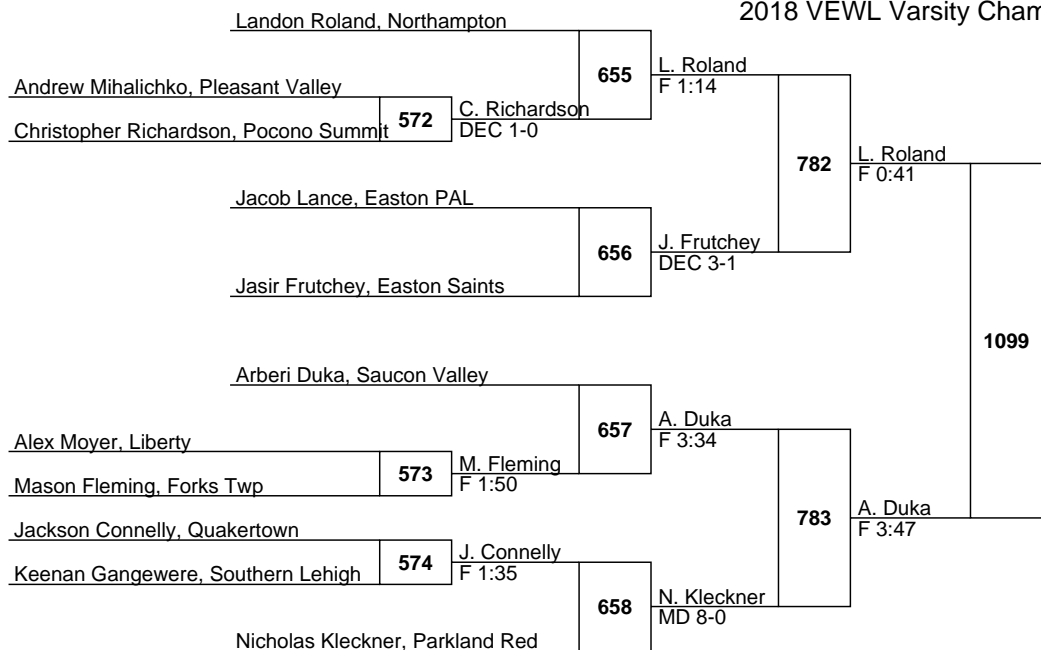 2018 VEWL Varsity Cham
Landon Roland, Northampton
655
L. Roland
F 1:14
Andrew Mihalichko, Pleasant Valley
572
C. Richardson
DEC 1-0
Christopher Richardson, Pocono Summit
782
L. Roland
F 0:41
Jacob Lance, Easton PAL
656
J. Frutchey
DEC 3-1
Jasir Frutchey, Easton Saints
1099
Arberi Duka, Saucon Valley
657
A. Duka
F 3:34
Alex Moyer, Liberty
573
M. Fleming
F 1:50
Mason Fleming, Forks Twp
783
A. Duka
F 3:47
Jackson Connelly, Quakertown
574
J. Connelly
F 1:35
Keenan Gangewere, Southern Lehigh
658
N. Kleckner
MD 8-0
Nicholas Kleckner, Parkland Red